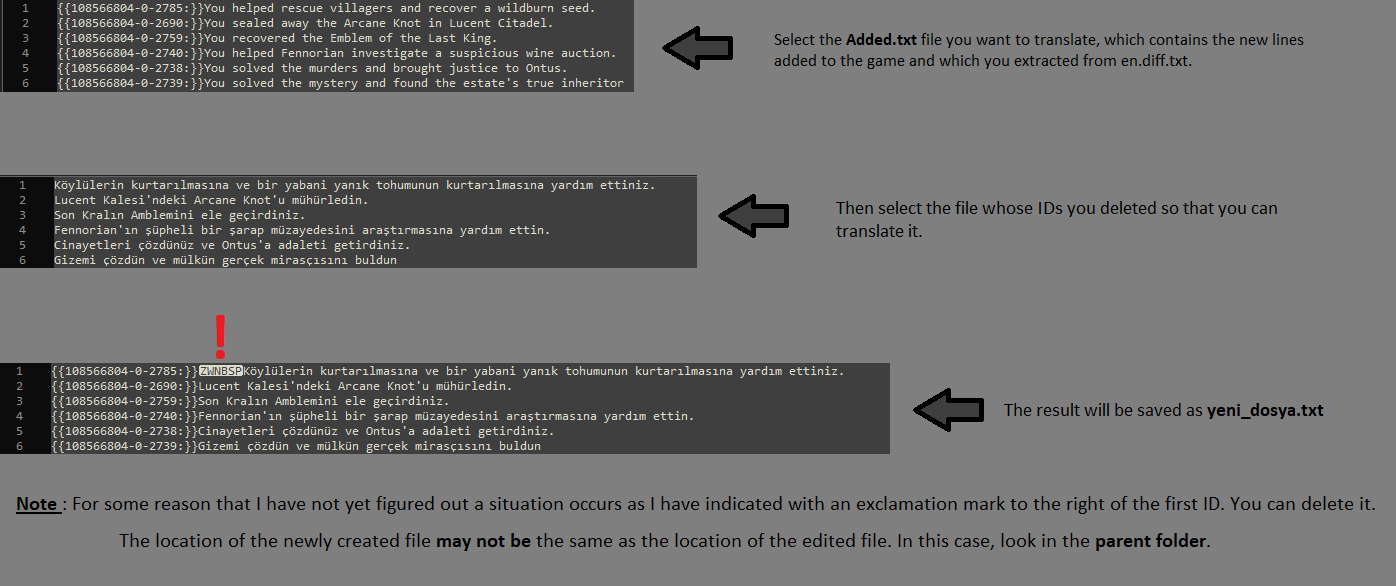 1 {{108566804-0-2785:}}You helped rescue villagers and recover a wildburn seed.
2 {{108566804-0-2690:}}You sealed away the Arcane Knot in Lucent Citadel.
3 {{108566804-0-2759:}}You recovered the Emblem of the Last King.
4 {{108566804-0-2740:}}You helped Fennorian investigate a suspicious wine auction.
5 {{108566804-0-2738:}}You solved the murders and brought justice to Ontus.
6 {{108566804-0-2739:}}You solved the mystery and found the estate's true inheritor
Select the Added.txt file you want to translate, which contains the new lines
added to the game and which you extracted from en.diff.txt.
1 Köylülerin kurtarılmasına ve bir yabani yanık tohumunun kurtarılmasına yardım ettiniz.
2 Lucent Kalesi'ndeki Arcane Knot'u mühürledin.
3 Son Kralın Amblemini ele geçirdiniz.
4 Fennorian'ın şüpheli bir şarap müzayedesini araştırmasına yardım ettin.
5 Cinayetleri çözdünüz ve Ontus'a adaleti getirdiniz.
6 Gizemi çözdün ve mülkün gerçek mirasçısını buldun
Then select the file whose IDs you deleted so that you can
translate it.
!
1 {{108566804-0-2785:}}ZWNBSPKöylülerin kurtarılmasına ve bir yabani yanık tohumunun kurtarılmasına yardım ettiniz.
2 {{108566804-0-2690:}}Lucent Kalesi'ndeki Arcane Knot'u mühürledin.
3 {{108566804-0-2759:}}Son Kralın Amblemini ele geçirdiniz.
4 {{108566804-0-2740:}}Fennorian'ın şüpheli bir şarap müzayedesini araştırmasına yardım ettin.
5 {{108566804-0-2738:}}Cinayetleri çözdünüz ve Ontus'a adaleti getirdiniz.
6 {{108566804-0-2739:}}Gizemi çözdün ve mülkün gerçek mirasçısını buldun
The result will be saved as yeni_dosya.txt
Note : For some reason that I have not yet figured out a situation occurs as I have indicated with an exclamation mark to the right of the first ID. You can delete it.
The location of the newly created file may not be the same as the location of the edited file. In this case, look in the parent folder.